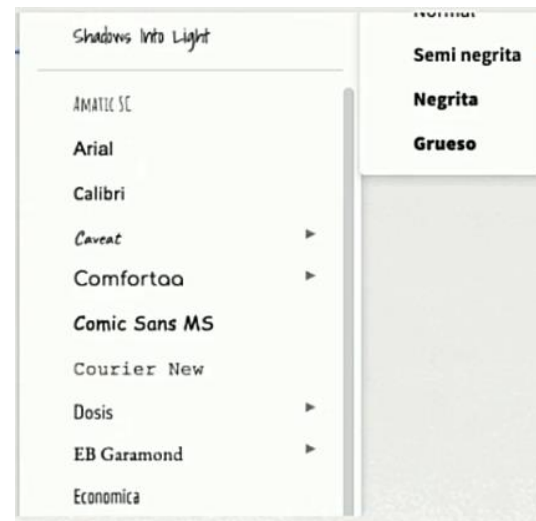 Shadows Into Light
Amatic SC
Arial
Calibri
Caveat
Comfortaa
Comic Sans MS
Courier New
Dosis
EB Garamond
Economica
Normal
Semi negrita
Negrita
Grueso